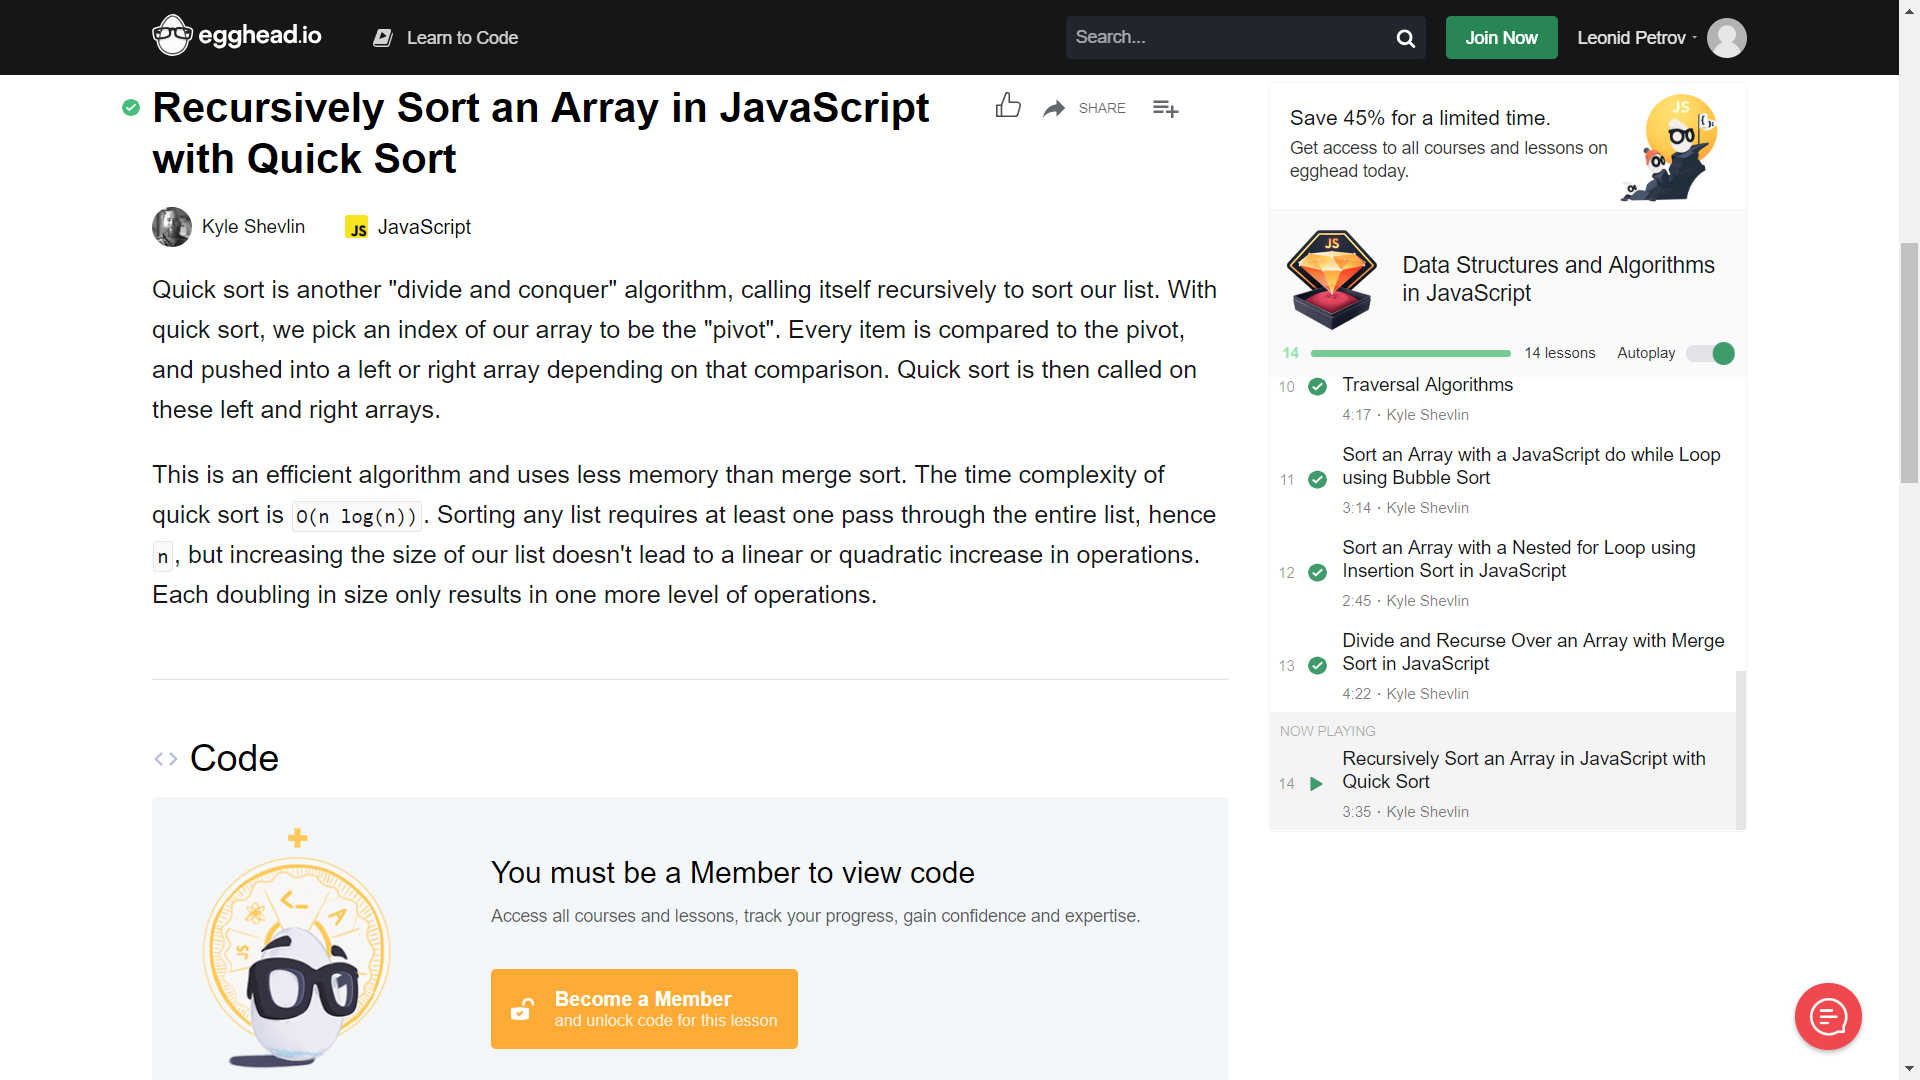 egghead.io
Learn to Code
Search...
Join Now
Leonid Petrov
Recursively Sort an Array in JavaScript
with Quick Sort
SHARE
Kyle Shevlin
JS
JavaScript
Quick sort is another "divide and conquer" algorithm, calling itself recursively to sort our list. With
quick sort, we pick an index of our array to be the "pivot". Every item is compared to the pivot,
and pushed into a left or right array depending on that comparison. Quick sort is then called on
these left and right arrays.
This is an efficient algorithm and uses less memory than merge sort. The time complexity of
quick sort is O(n log(n)). Sorting any list requires at least one pass through the entire list, hence
n, but increasing the size of our list doesn't lead to a linear or quadratic increase in operations.
Each doubling in size only results in one more level of operations.
<> Code
You must be a Member to view code
Access all courses and lessons, track your progress, gain confidence and expertise.
JS
Become a Member
and unlock code for this lesson
Save 45% for a limited time.
Get access to all courses and lessons on
egghead today.
JS
JS
Data Structures and Algorithms
in JavaScript
14
14 lessons
Autoplay
10
Traversal Algorithms
4:17 · Kyle Shevlin
Sort an Array with a JavaScript do while Loop
11
using Bubble Sort
3:14 · Kyle Shevlin
Sort an Array with a Nested for Loop using
12
Insertion Sort in JavaScript
2:45 · Kyle Shevlin
Divide and Recurse Over an Array with Merge
13
Sort in JavaScript
4:22 · Kyle Shevlin
NOW PLAYING
Recursively Sort an Array in JavaScript with
14
Quick Sort
3:35 · Kyle Shevlin